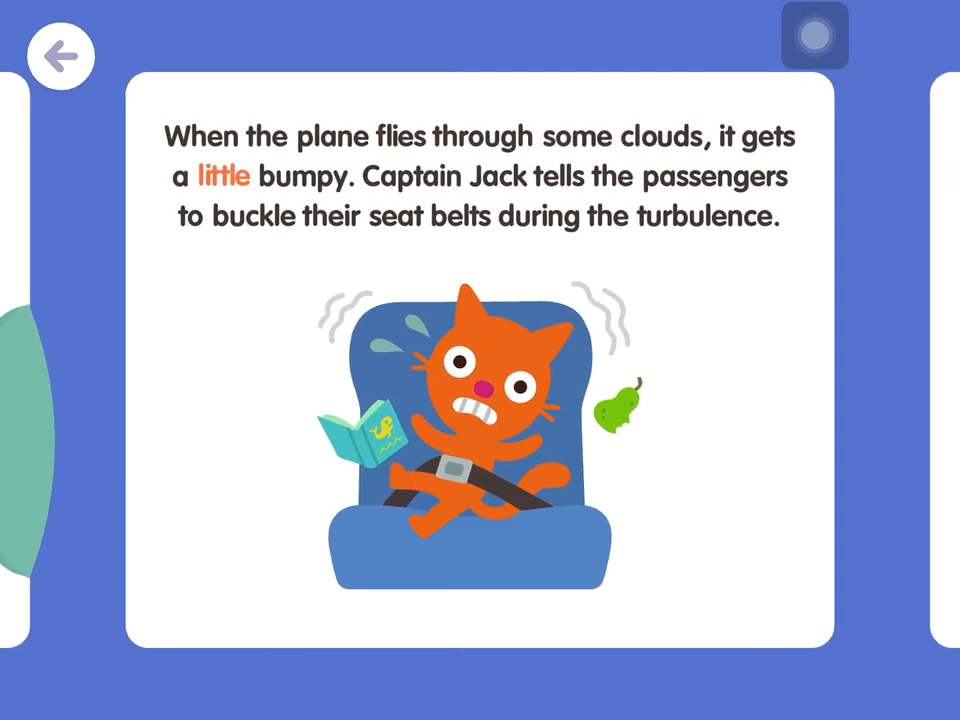 When the plane flies through some clouds, it gets
a little bumpy. Captain Jack tells the passengers
to buckle their seat belts during the turbulence.